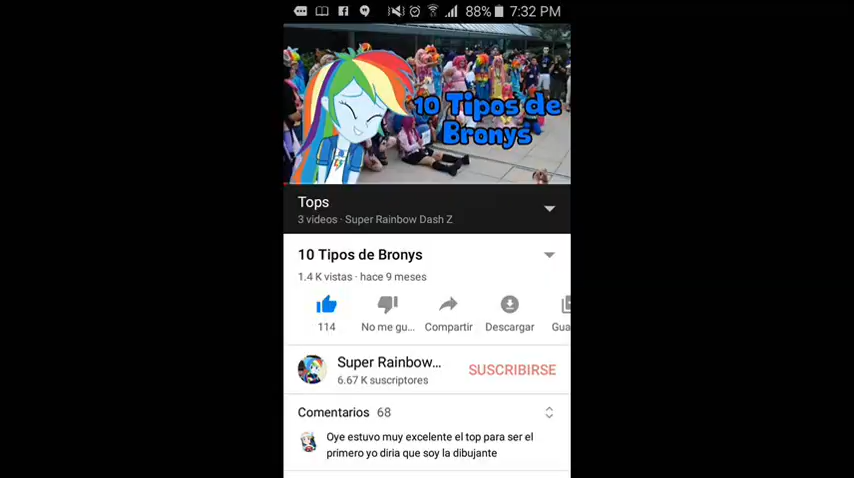 88% 7:32 PM
10 Tipos de
Bronys
Tops
3 videos · Super Rainbow Dash Z
10 Tipos de Bronys
1.4 K vistas · hace 9 meses
114 No me gu... Compartir Descargar Gua
Super Rainbow...
SUSCRIBIRSE
6.67 K suscriptores
Comentarios 68
Oye estuvo muy excelente el top para ser el
primero yo diria que soy la dibujante